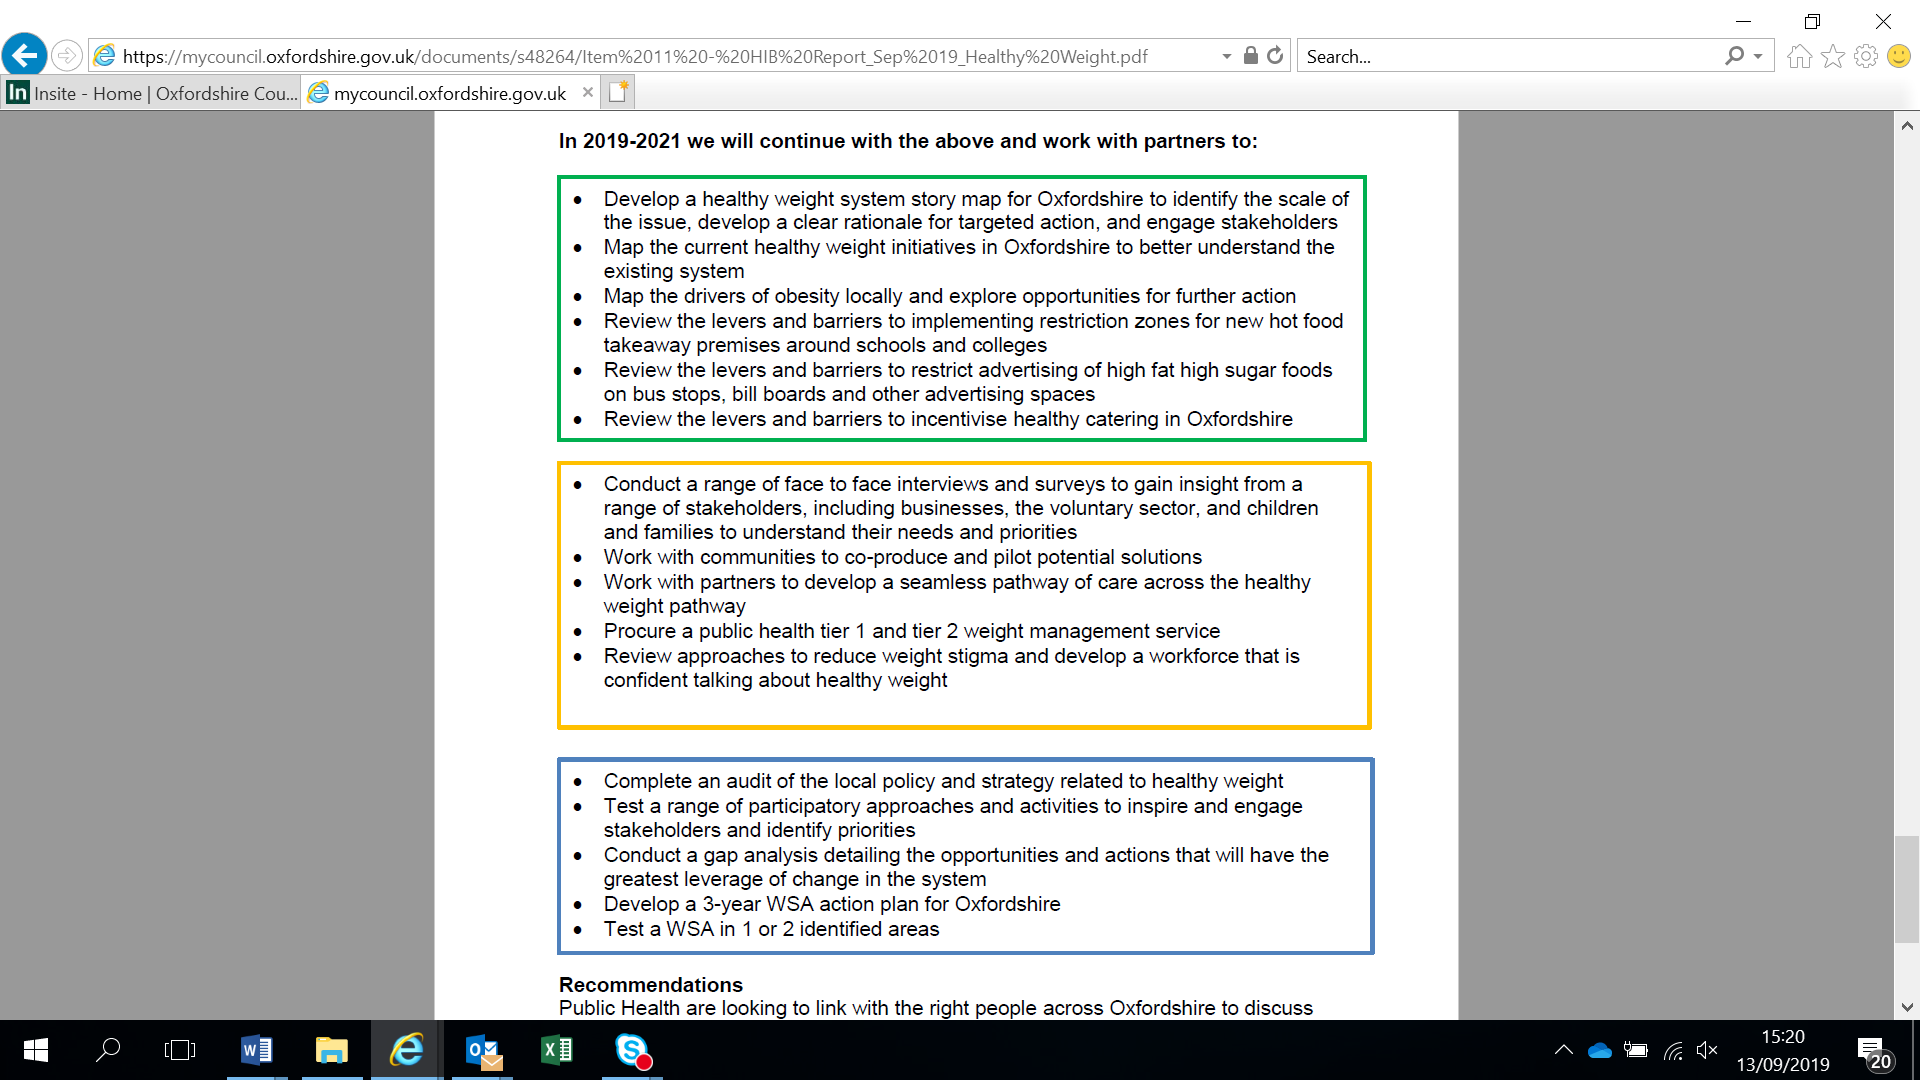 https://mycouncil.oxfordshire.gov.uk/documents/s48264/Item%2011%20-%20HIB%20Report_Sep%2019_Healthy%20Weight.pdf
Search...
In Insite - Home | Oxfordshire Cou...
mycouncil.oxfordshire.gov.uk
In 2019-2021 we will continue with the above and work with partners to:
• Develop a healthy weight system story map for Oxfordshire to identify the scale of
the issue, develop a clear rationale for targeted action, and engage stakeholders
• Map the current healthy weight initiatives in Oxfordshire to better understand the
existing system
• Map the drivers of obesity locally and explore opportunities for further action
• Review the levers and barriers to implementing restriction zones for new hot food
takeaway premises around schools and colleges
• Review the levers and barriers to restrict advertising of high fat high sugar foods
on bus stops, bill boards and other advertising spaces
• Review the levers and barriers to incentivise healthy catering in Oxfordshire
• Conduct a range of face to face interviews and surveys to gain insight from a
range of stakeholders, including businesses, the voluntary sector, and children
and families to understand their needs and priorities
• Work with communities to co-produce and pilot potential solutions
• Work with partners to develop a seamless pathway of care across the healthy
weight pathway
• Procure a public health tier 1 and tier 2 weight management service
• Review approaches to reduce weight stigma and develop a workforce that is
confident talking about healthy weight
• Complete an audit of the local policy and strategy related to healthy weight
• Test a range of participatory approaches and activities to inspire and engage
stakeholders and identify priorities
• Conduct a gap analysis detailing the opportunities and actions that will have the
greatest leverage of change in the system
• Develop a 3-year WSA action plan for Oxfordshire
• Test a WSA in 1 or 2 identified areas
Recommendations
Public Health are looking to link with the right people across Oxfordshire to discuss
15:20
13/09/2019
20